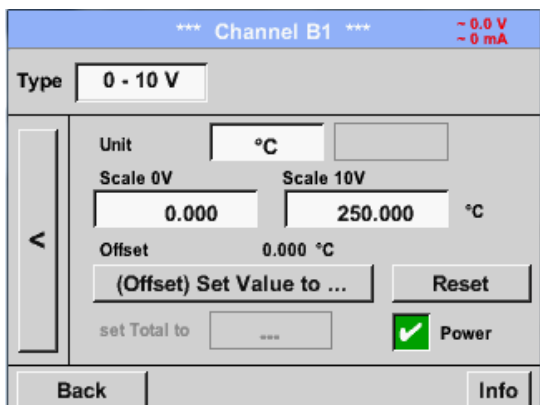 *** Channel B1 ***
~ 0.0 V
~ 0 mA
Type 0 - 10 V
Unit °C
Scale 0V Scale 10V
0.000 250.000 °C
<
Offset 0.000 °C
(Offset) Set Value to ... Reset
set Total to --- Power
Back Info